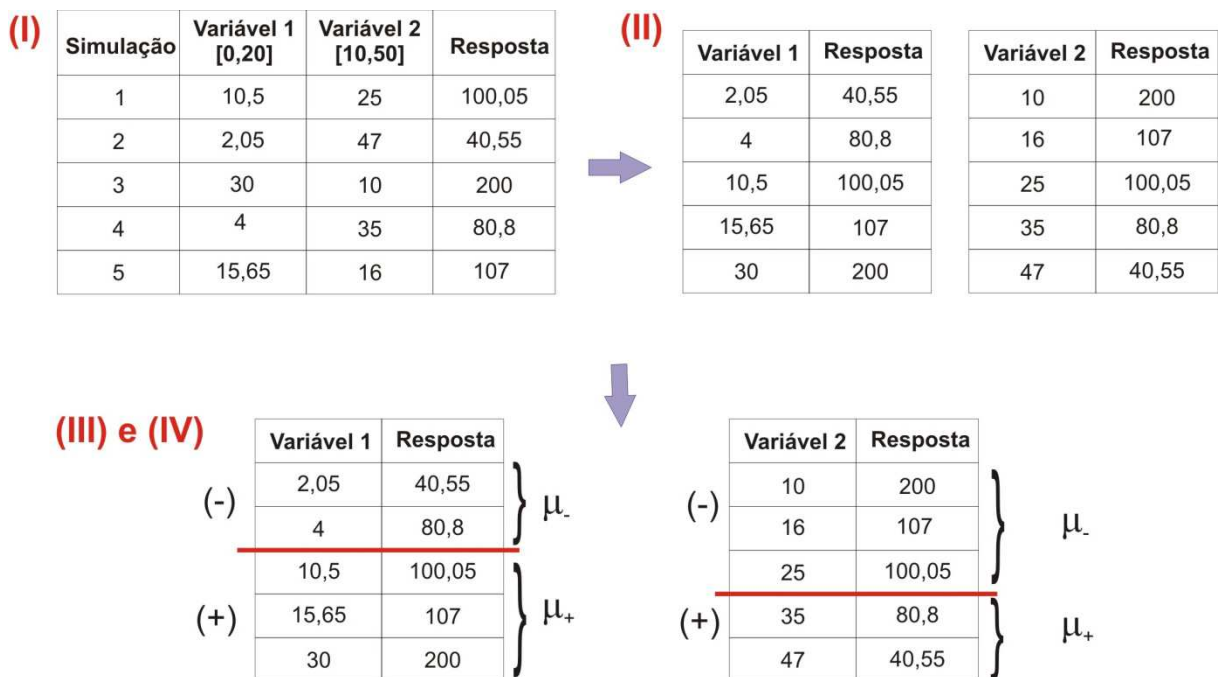 (I)
Simulação Variável 1 [0,20] Variável 2 [10,50] Resposta
1 10,5 25 100,05
2 2,05 47 40,55
3 30 10 200
4 4 35 80,8
5 15,65 16 107
(II)
Variável 1 Resposta
2,05 40,55
4 80,8
10,5 100,05
15,65 107
30 200
Variável 2 Resposta
10 200
16 107
25 100,05
35 80,8
47 40,55
(III) e (IV)
Variável 1 Resposta
(-)
2,05 40,55
4 80,8
μ-
(+)
10,5 100,05
15,65 107
30 200
μ+
Variável 2 Resposta
(-)
10 200
16 107
25 100,05
μ-
(+)
35 80,8
47 40,55
μ+